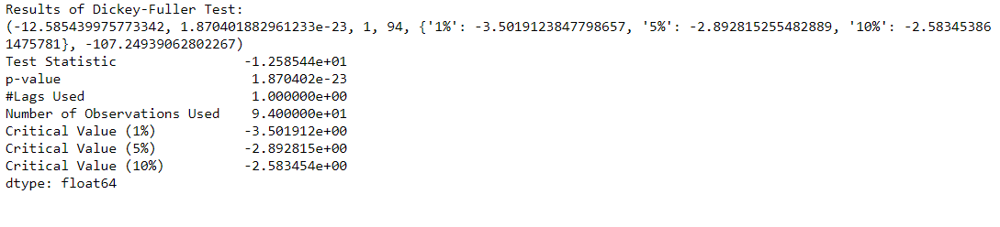 Results of Dickey-Fuller Test:
(-12.585439975773342, 1.870401882961233e-23, 1, 94, {'1%': -3.5019123847798657, '5%': -2.892815255482889, '10%': -2.58345386
1475781}, -107.24939062802267)
Test Statistic                 -1.258544e+01
p-value                         1.870402e-23
#Lags Used                      1.000000e+00
Number of Observations Used     9.400000e+01
Critical Value (1%)            -3.501912e+00
Critical Value (5%)            -2.892815e+00
Critical Value (10%)           -2.583454e+00
dtype: float64